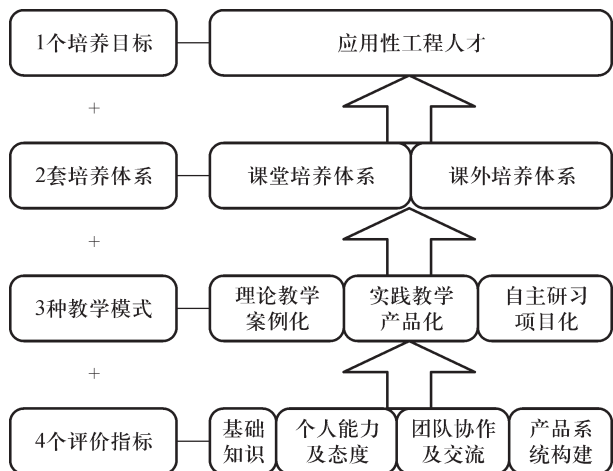 1个培养目标
应用性工程人才
+
2套培养体系
课堂培养体系
课外培养体系
+
3种教学模式
理论教学
案例化
实践教学
产品化
自主研习
项目化
+
4个评价指标
基础
知识
个人能力
及态度
团队协作
及交流
产品系
统构建